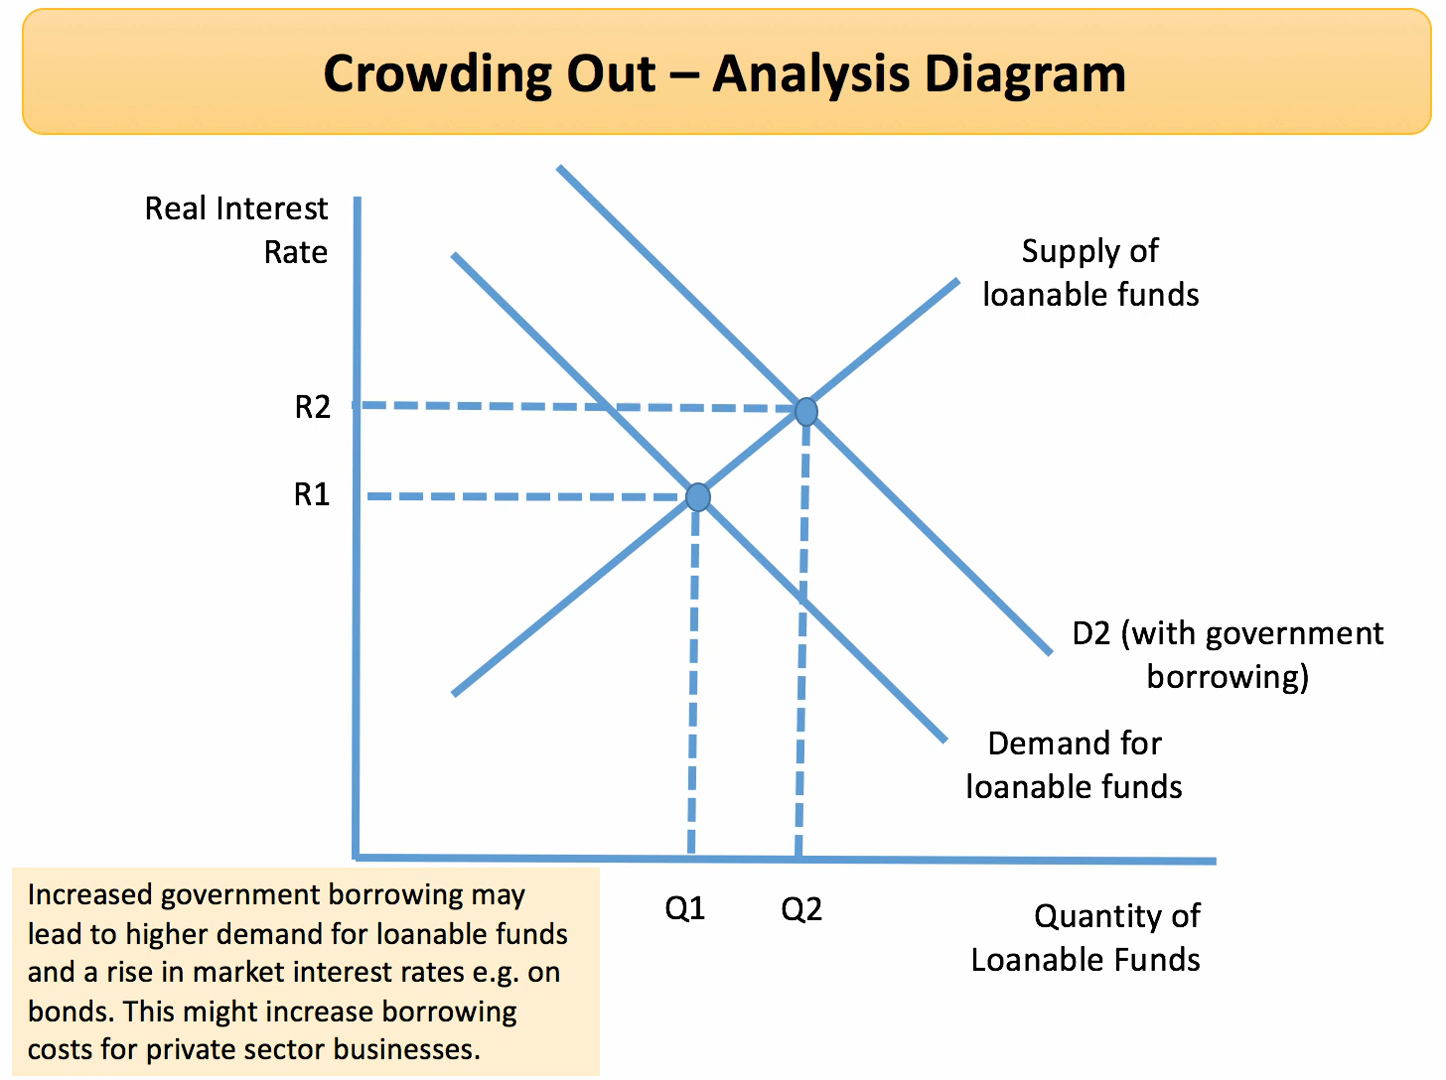 Crowding Out – Analysis Diagram
Real Interest
Rate
Supply of
loanable funds
R2
R1
D2 (with government
borrowing)
Demand for
loanable funds
Q1
Q2
Quantity of
Loanable Funds
Increased government borrowing may
lead to higher demand for loanable funds
and a rise in market interest rates e.g. on
bonds. This might increase borrowing
costs for private sector businesses.